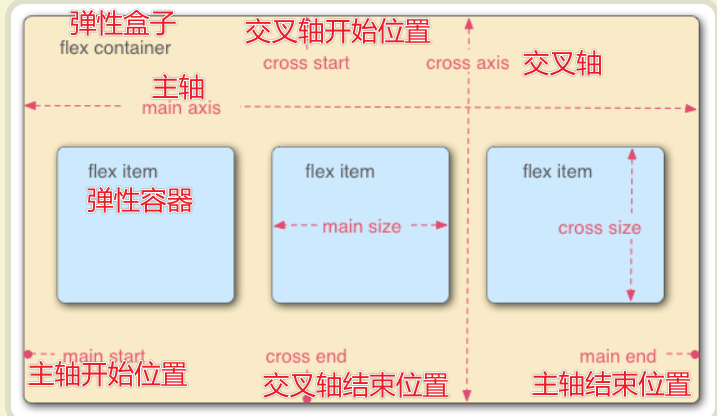 弹性盒子
flex container
交叉轴开始位置
cross start
cross axis
交叉轴
主轴
main axis
flex item
弹性容器
flex item
main size
flex item
cross size
main start
主轴开始位置
cross end
交叉轴结束位置
main end
主轴结束位置